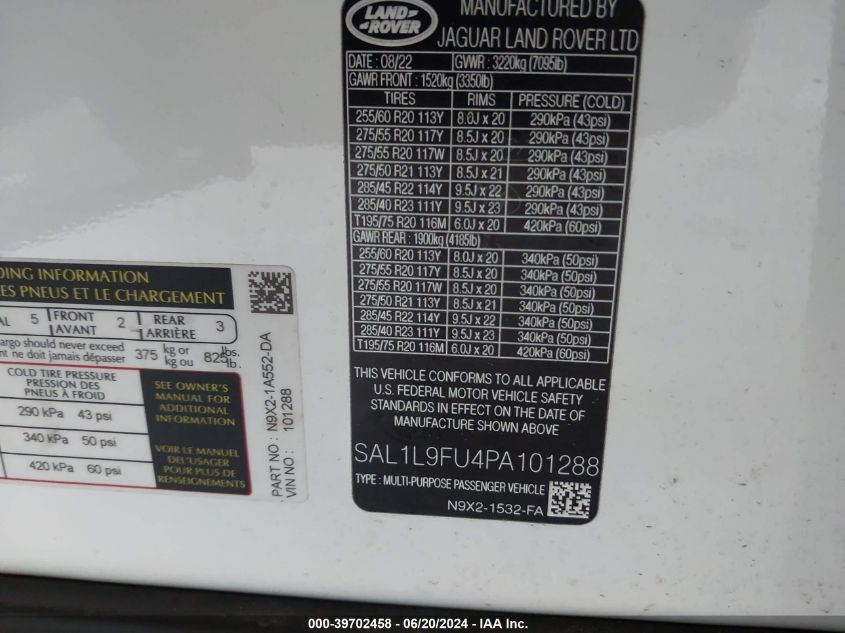 LAND ROVER
MANUFACTURED BY
JAGUAR LAND ROVER LTD
DATE : 08/22 GVWR : 3220kg (7095lb)
GAWR FRONT : 1520kg (3350lb)
TIRES RIMS PRESSURE (COLD)
255/60 R20 113Y 8.0J x 20 290kPa (43psi)
275/55 R20 117Y 8.5J x 20 290kPa (43psi)
275/55 R20 117W 8.5J x 20 290kPa (43psi)
275/50 R21 113Y 8.5J x 21 290kPa (43psi)
285/45 R22 114Y 9.5J x 22 290kPa (43psi)
285/40 R23 111Y 9.5J x 23 290kPa (43psi)
T195/75 R20 116M 6.0J x 20 420kPa (60psi)
GAWR REAR : 1900kg (4185lb)
255/60 R20 113Y 8.0J x 20 340kPa (50psi)
275/55 R20 117Y 8.5J x 20 340kPa (50psi)
275/55 R20 117W 8.5J x 20 340kPa (50psi)
275/50 R21 113Y 8.5J x 21 340kPa (50psi)
285/45 R22 114Y 9.5J x 22 340kPa (50psi)
285/40 R23 111Y 9.5J x 23 340kPa (50psi)
T195/75 R20 116M 6.0J x 20 420kPa (60psi)
THIS VEHICLE CONFORMS TO ALL APPLICABLE
U.S. FEDERAL MOTOR VEHICLE SAFETY
STANDARDS IN EFFECT ON THE DATE OF
MANUFACTURE SHOWN ABOVE
SAL1L9FU4PA101288
TYPE : MULTI-PURPOSE PASSENGER VEHICLE
N9X2-1532-FA
DING INFORMATION
ES PNEUS ET LE CHARGEMENT
AL 5 FRONT AVANT 2 REAR ARRIÈRE 3
argo should never exceed 375 kg or 825 lbs.
nt ne doit jamais dépasser kg ou lb.
COLD TIRE PRESSURE
PRESSION DES
PNEUS À FROID
290 kPa 43 psi
340 kPa 50 psi
420 kPa 60 psi
SEE OWNER'S
MANUAL FOR
ADDITIONAL
INFORMATION
VOIR LE MANUEL
DE L'USAGER
POUR PLUS DE
RENSEIGNEMENTS
PART NO : N9X2-1A552-DA
VIN NO : 101288
000-39702458 - 06/20/2024 - IAAI Inc.